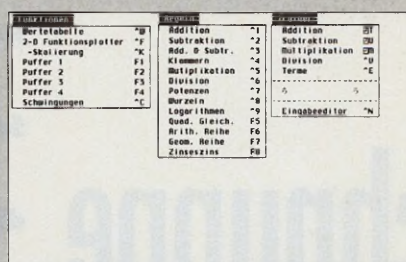 Funktionen
Wertetabelle ^W
2-D Funktionsplotter ^F
-Skalierung ^K
Puffer 1 F1
Puffer 2 F2
Puffer 3 F3
Puffer 4 F4
Schwingungen ^C
Regeln
Addition ^1
Subtraktion ^2
Add. & Subtr. ^3
Klammern ^4
Mutiplikation ^5
Division ^6
Potenzen ^7
Wurzeln ^8
Logarithmen ^9
Quad. Gleich. F5
Arith. Reihe F6
Geom. Reihe F7
Zinseszins F8
Addition
Subtraktion
Multiplikation
Division ^U
Terme ^E
Eingabeeditor ^N